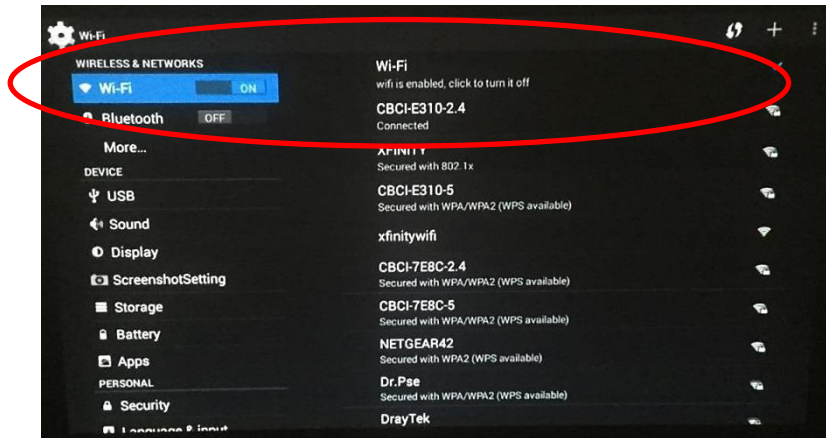 Wi-Fi
WIRELESS & NETWORKS
Wi-Fi ON
Bluetooth OFF
More...
DEVICE
USB
Sound
Display
ScreenshotSetting
Storage
Battery
Apps
PERSONAL
Security
Language & input
Wi-Fi
wifi is enabled, click to turn it off
CBCI-E310-2.4
Connected
XFINITY
Secured with 802.1x
CBCI-E310-5
Secured with WPA/WPA2 (WPS available)
xfinitywifi
CBCI-7E8C-2.4
Secured with WPA/WPA2 (WPS available)
CBCI-7E8C-5
Secured with WPA/WPA2 (WPS available)
NETGEAR42
Secured with WPA2 (WPS available)
Dr.Pse
Secured with WPA/WPA2 (WPS available)
DrayTek